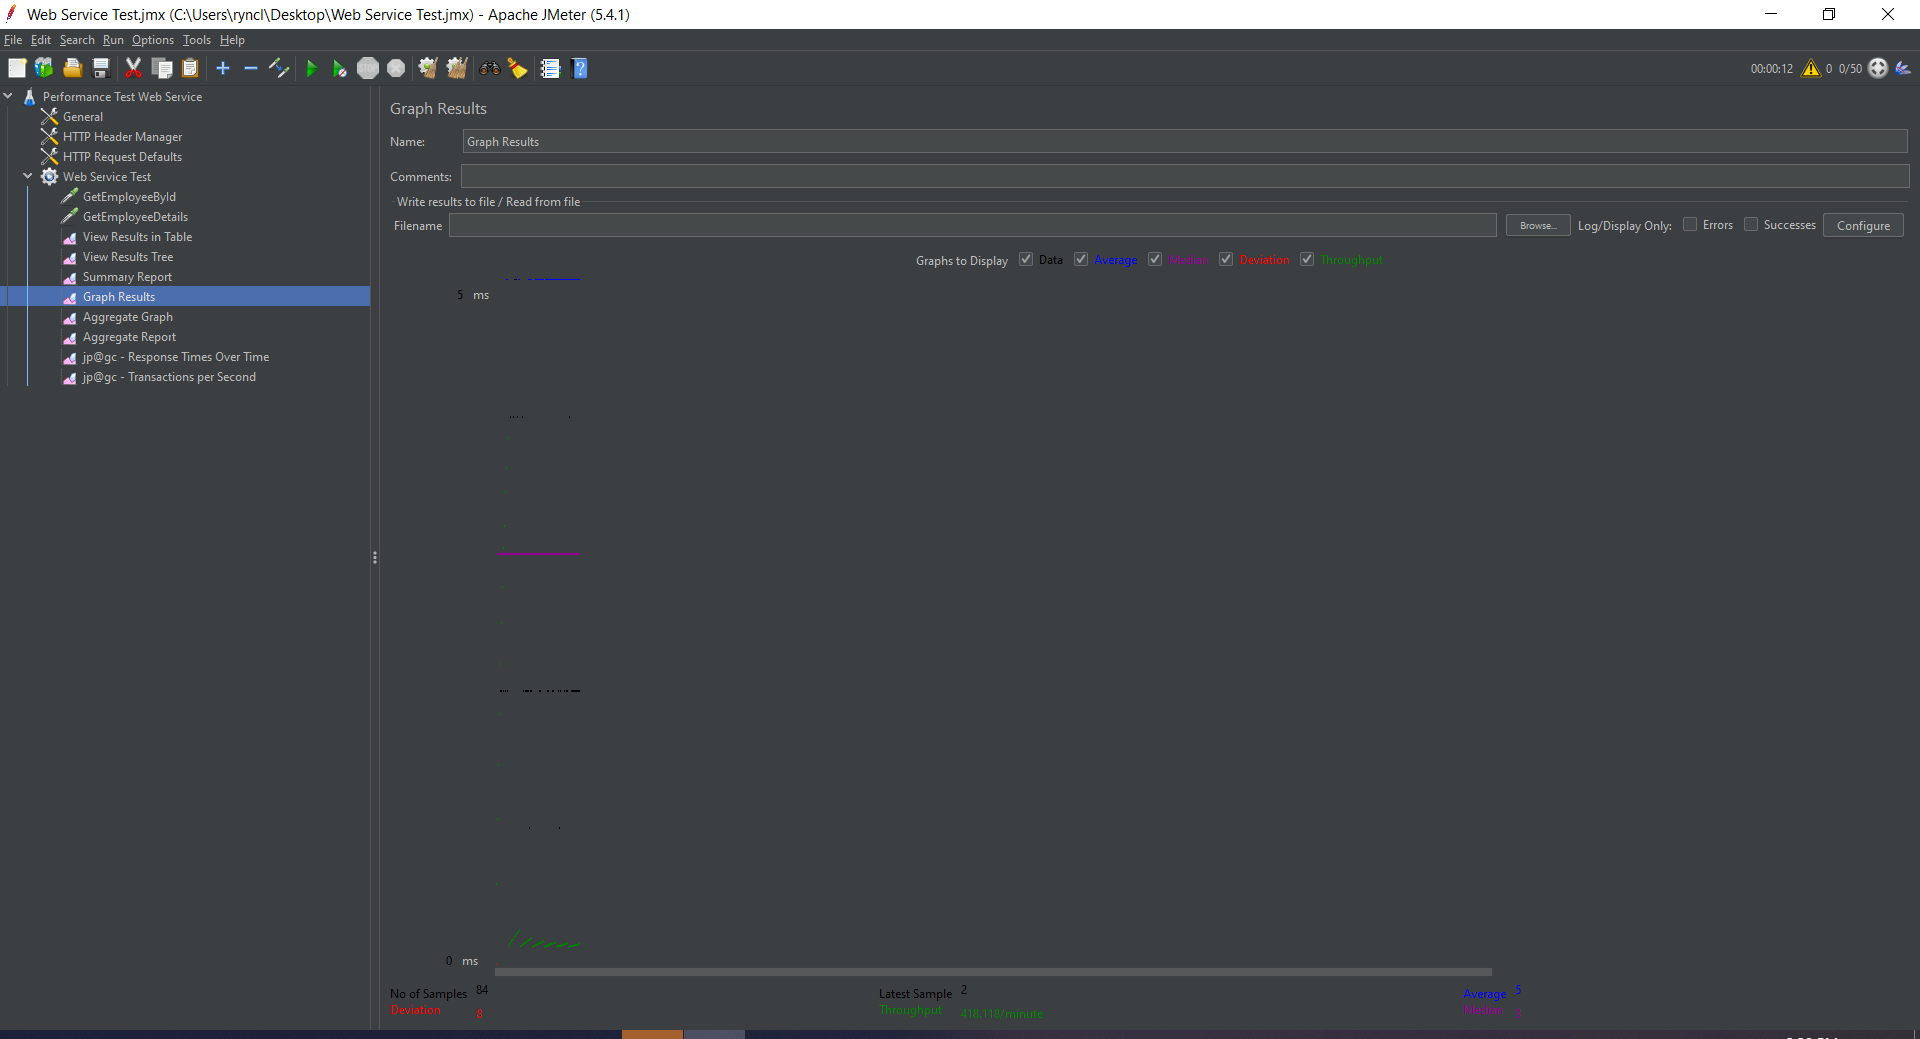 Web Service Test.jmx (C:\Users\ryncl\Desktop\Web Service Test.jmx) - Apache JMeter (5.4.1)
File Edit Search Run Options Tools Help
00:00:12 0 0/50
Performance Test Web Service
General
HTTP Header Manager
HTTP Request Defaults
Web Service Test
GetEmployeeById
GetEmployeeDetails
View Results in Table
View Results Tree
Summary Report
Graph Results
Aggregate Graph
Aggregate Report
jp@gc - Response Times Over Time
jp@gc - Transactions per Second
Graph Results
Name: Graph Results
Comments:
Write results to file / Read from file
Filename Browse... Log/Display Only: Errors Successes Configure
Graphs to Display Data Average Median Deviation Throughput
5 ms
0 ms
No of Samples 84 Latest Sample 2 Average 5
Deviation 8 Throughput 418.118/minute Median